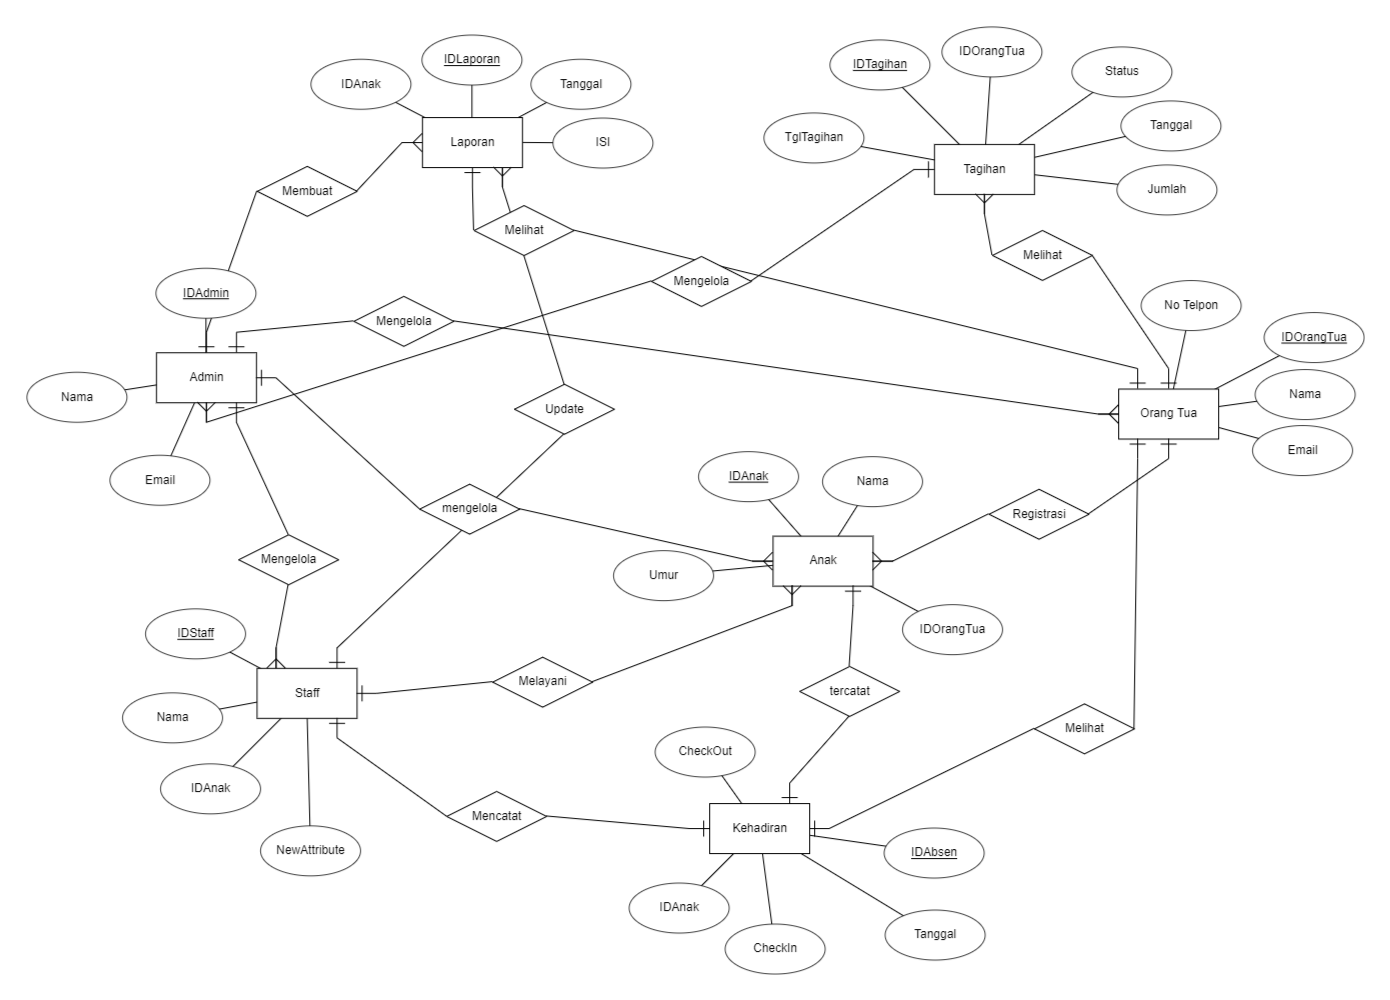 IDLaporan
IDAnak
Tanggal
Laporan
ISI
IDTagihan
IDOrangTua
Status
TglTagihan
Tanggal
Tagihan
Jumlah
Membuat
Melihat
Mengelola
Melihat
IDAdmin
Mengelola
No Telpon
IDOrangTua
Admin
Nama
Email
Update
Orang Tua
Nama
Email
IDAnak
Nama
mengelola
Registrasi
Mengelola
Umur
Anak
IDOrangTua
IDStaff
Staff
Nama
IDAnak
NewAttribute
Melayani
tercatat
Melihat
CheckOut
Mencatat
Kehadiran
IDAbsen
IDAnak
CheckIn
Tanggal